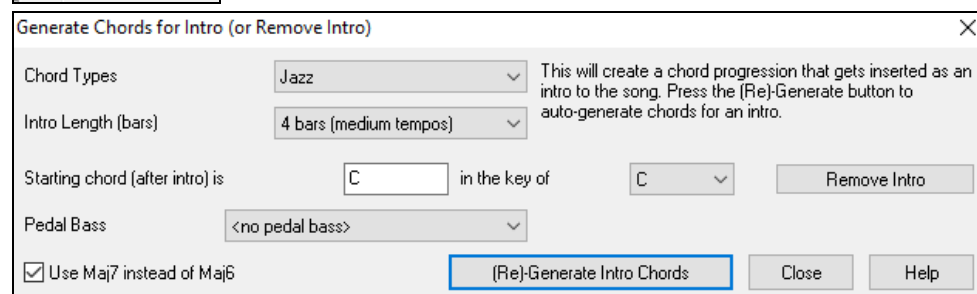 Generate Chords for Intro (or Remove Intro)
Chord Types
Jazz
This will create a chord progression that gets inserted as an
intro to the song. Press the (Re)-Generate button to
auto-generate chords for an intro.
Intro Length (bars)
4 bars (medium tempos)
Starting chord (after intro) is
C
in the key of
C
Remove Intro
Pedal Bass
<no pedal bass>
Use Maj7 instead of Maj6
(Re)-Generate Intro Chords
Close
Help